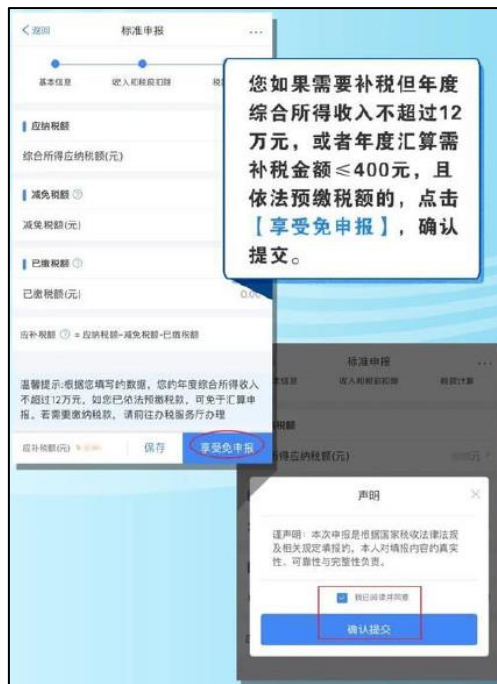 返回
标准申报
...
基本信息
收入和税前扣除
应纳税额
综合所得应纳税额(元)
减免税额
减免税额(元)
已缴税额
已缴税额(元)
0.00
应补税额 = 应纳税额-减免税额-已缴税额
温馨提示:根据您填写的数据，您的年度综合所得收入
不超过12万元，如您已依法预缴税款，可免于汇算申
报。若需要缴纳税款，请前往办税服务厅办理
应补税额(元)
保存
享受免申报
您如果需要补税但年度
综合所得收入不超过12
万元，或者年度汇算需
补税金额≤400元，且
依法预缴税额的，点击
【享受免申报】，确认
提交。
标准申报
...
收入和税前扣除
税款计算
税额
所得应纳税额(元)
声明
谨声明：本次申报是根据国家税收法律法规
及相关规定填报的，本人对填报内容的真实
性、可靠性与完整性负责。
我已阅读并同意
确认提交